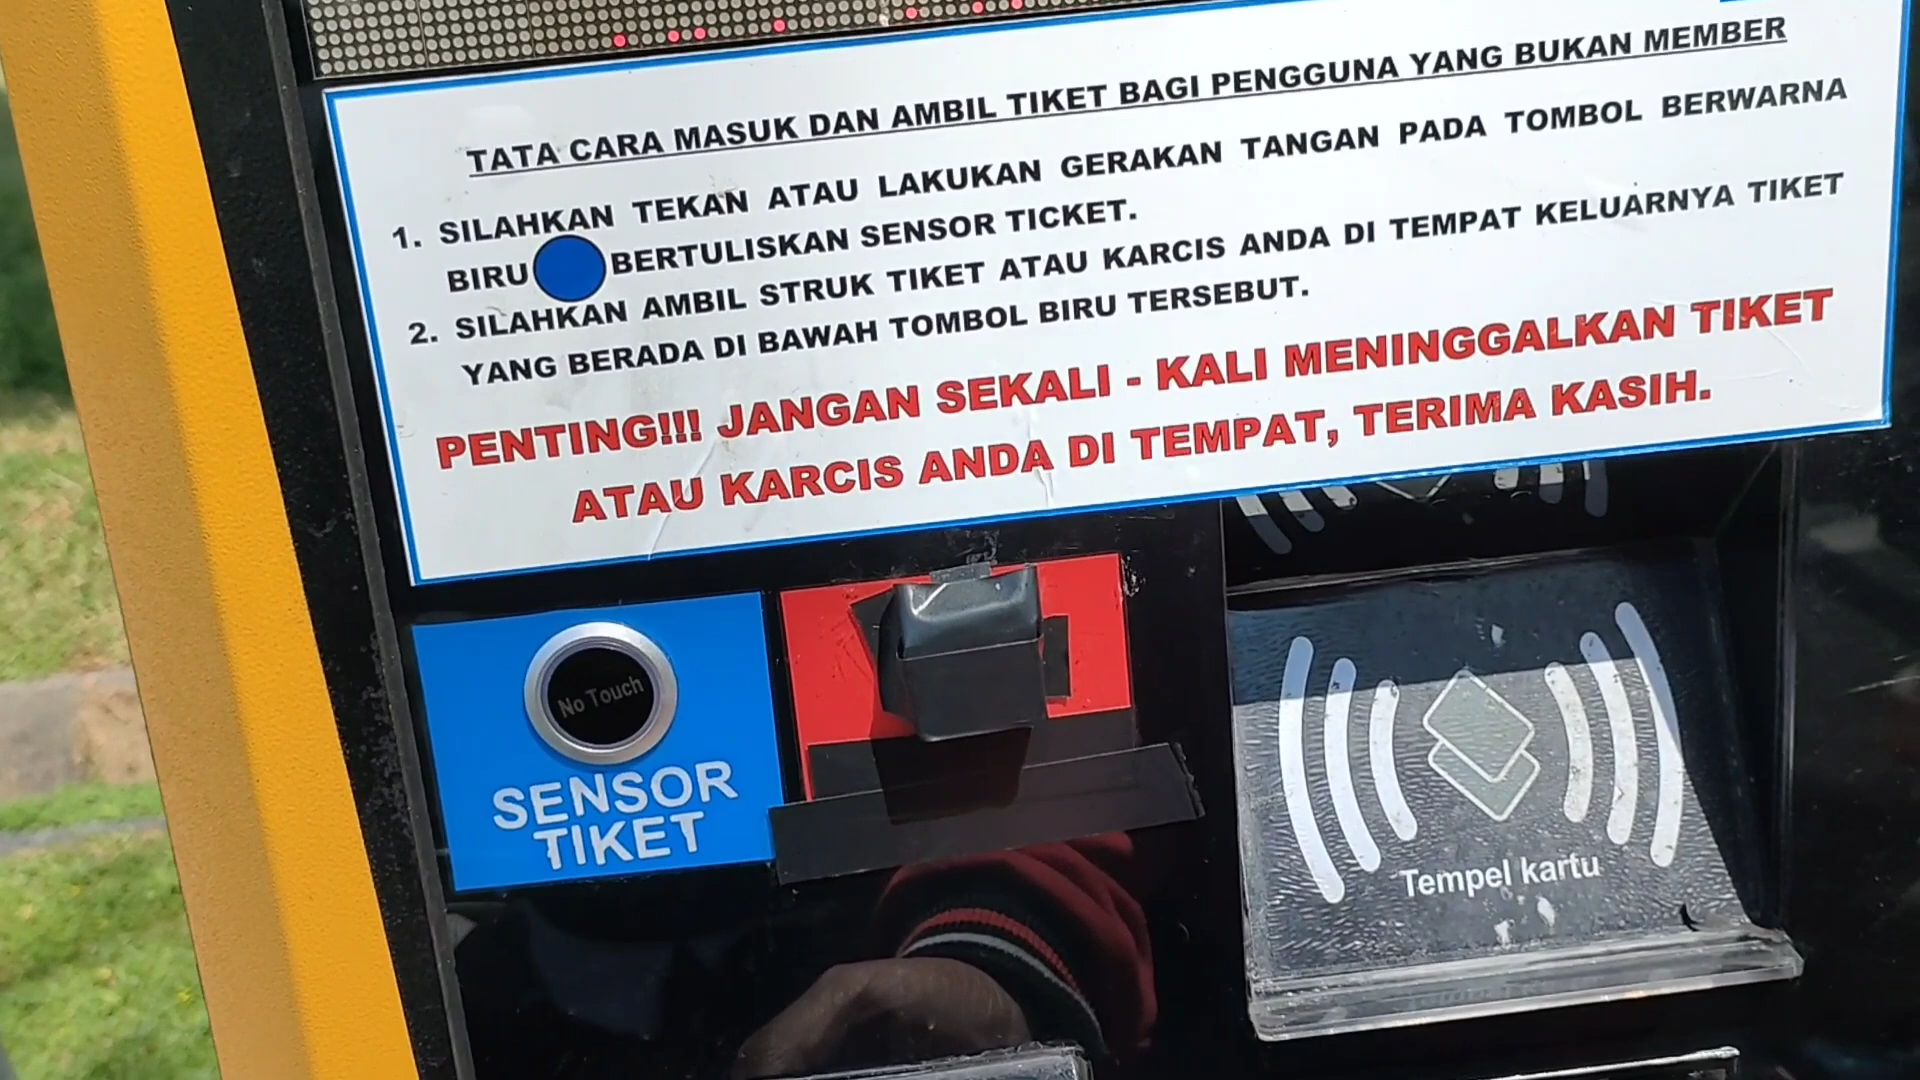 TATA CARA MASUK DAN AMBIL TIKET BAGI PENGGUNA YANG BUKAN MEMBER
1. SILAHKAN TEKAN ATAU LAKUKAN GERAKAN TANGAN PADA TOMBOL BERWARNA
BIRU BERTULISKAN SENSOR TICKET.
2. SILAHKAN AMBIL STRUK TIKET ATAU KARCIS ANDA DI TEMPAT KELUARNYA TIKET
YANG BERADA DI BAWAH TOMBOL BIRU TERSEBUT.
PENTING!!! JANGAN SEKALI - KALI MENINGGALKAN TIKET
ATAU KARCIS ANDA DI TEMPAT, TERIMA KASIH.
No Touch
SENSOR
TIKET
Tempel kartu